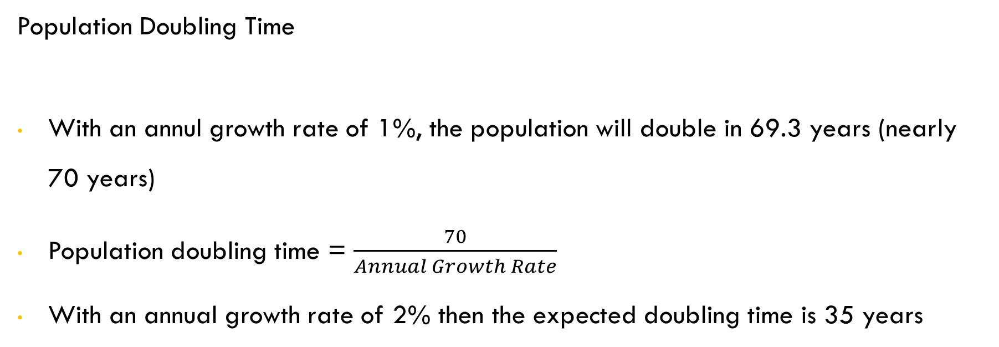 Population Doubling Time
• With an annul growth rate of 1%, the population will double in 69.3 years (nearly
70 years)
• Population doubling time = 70 / Annual Growth Rate
• With an annual growth rate of 2% then the expected doubling time is 35 years